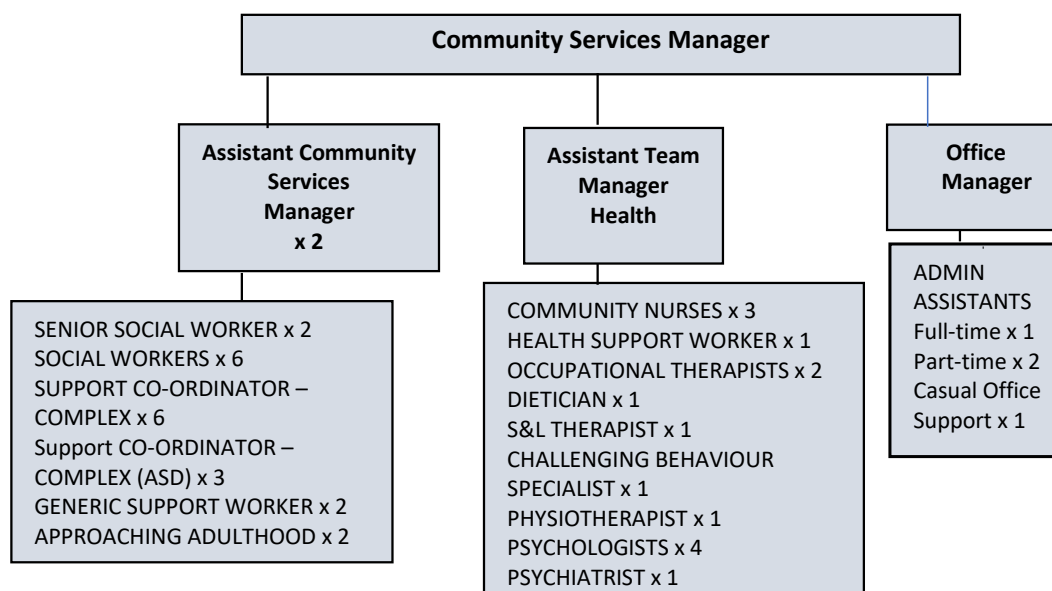 Community Services Manager
Assistant Community
Services
Manager
x 2
Assistant Team
Manager
Health
Office
Manager
SENIOR SOCIAL WORKER x 2
SOCIAL WORKERS x 6
SUPPORT CO-ORDINATOR –
COMPLEX x 6
Support CO-ORDINATOR –
COMPLEX (ASD) x 3
GENERIC SUPPORT WORKER x 2
APPROACHING ADULTHOOD x 2
COMMUNITY NURSES x 3
HEALTH SUPPORT WORKER x 1
OCCUPATIONAL THERAPISTS x 2
DIETICIAN x 1
S&L THERAPIST x 1
CHALLENGING BEHAVIOUR
SPECIALIST x 1
PHYSIOTHERAPIST x 1
PSYCHOLOGISTS x 4
PSYCHIATRIST x 1
ADMIN
ASSISTANTS
Full-time x 1
Part-time x 2
Casual Office
Support x 1